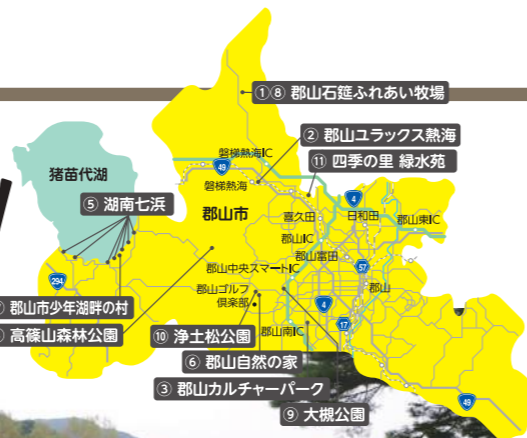 ①⑧ 郡山石筵ふれあい牧場
② 郡山ユラックス熱海
磐梯熱海IC
⑪ 四季の里 緑水苑
49
猪苗代湖
磐梯熱海
4
⑤ 湖南七浜
郡山市
喜久田
日和田
郡山東IC
郡山IC
郡山富田
57
郡山中央スマートIC
294
郡山ゴルフ
倶楽部
郡山
4
郡山市少年湖畔の村
高篠山森林公園
⑩ 浄土松公園
郡山南IC
17
⑥ 郡山自然の家
③ 郡山カルチャーパーク
49
⑨ 大槻公園